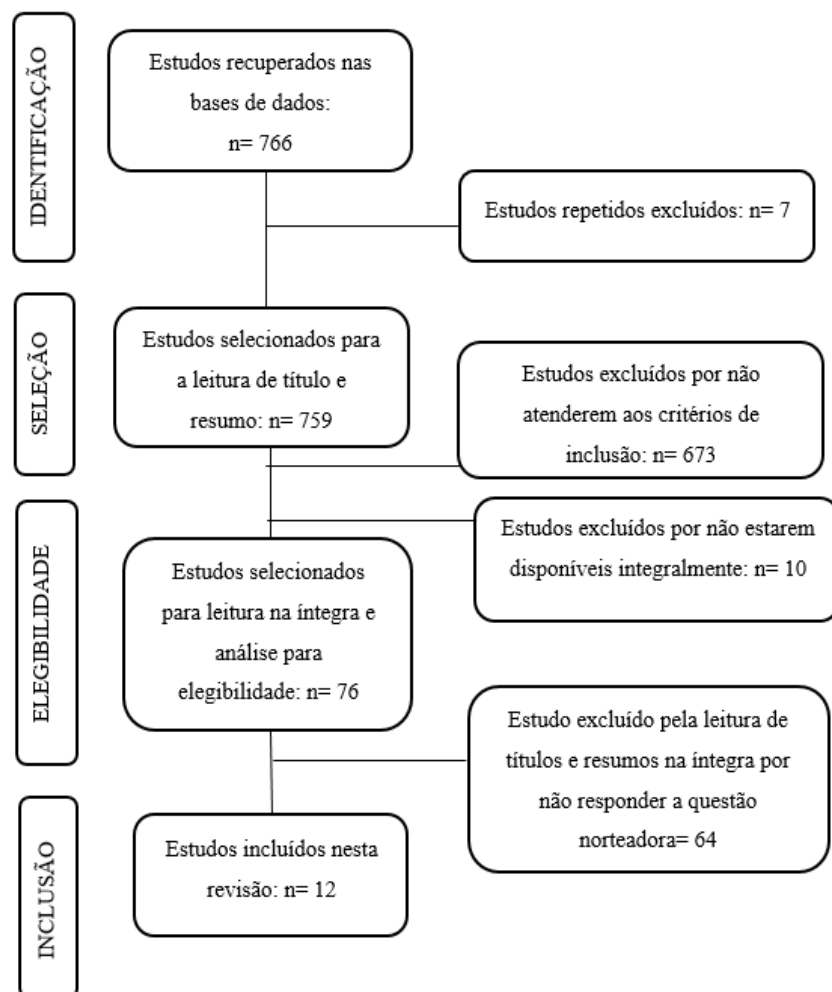 IDENTIFICAÇÃO
Estudos recuperados nas
bases de dados:
n= 766
Estudos repetidos excluídos: n= 7
SELEÇÃO
Estudos selecionados para
a leitura de título e
resumo: n= 759
Estudos excluídos por não
atenderem aos critérios de
inclusão: n= 673
ELEGIBILIDADE
Estudos excluídos por não estarem
disponíveis integralmente: n= 10
Estudos selecionados
para leitura na íntegra e
análise para
elegibilidade: n= 76
Estudo excluído pela leitura de
títulos e resumos na íntegra por
não responder a questão
norteadora= 64
INCLUSÃO
Estudos incluídos nesta
revisão: n= 12